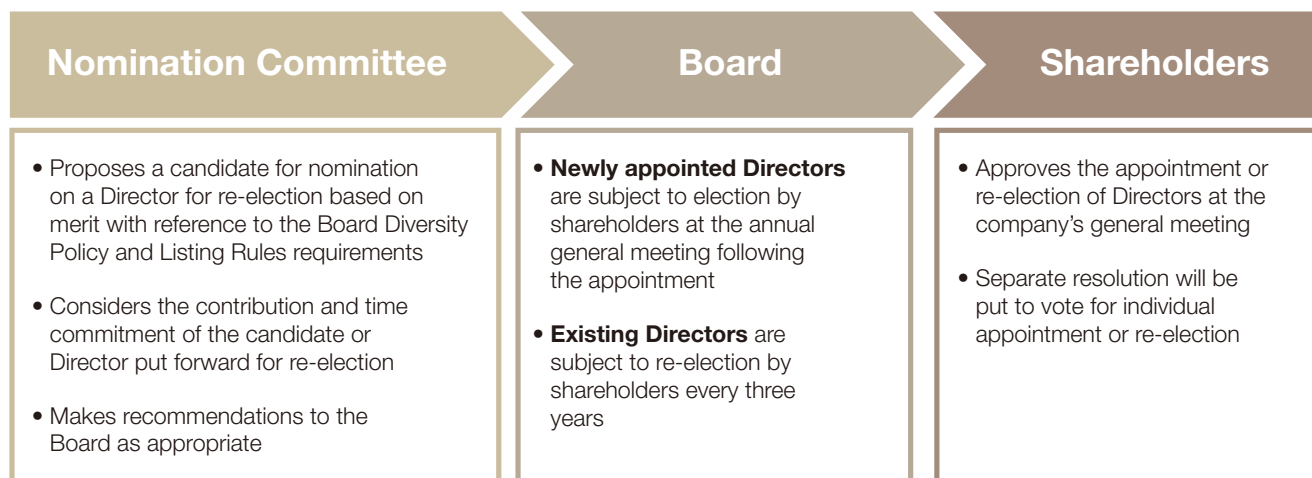 Nomination Committee
• Proposes a candidate for nomination
on a Director for re-election based on
merit with reference to the Board Diversity
Policy and Listing Rules requirements
• Considers the contribution and time
commitment of the candidate or
Director put forward for re-election
• Makes recommendations to the
Board as appropriate
Board
• Newly appointed Directors
are subject to election by
shareholders at the annual
general meeting following
the appointment
• Existing Directors are
subject to re-election by
shareholders every three
years
Shareholders
• Approves the appointment or
re-election of Directors at the
company's general meeting
• Separate resolution will be
put to vote for individual
appointment or re-election